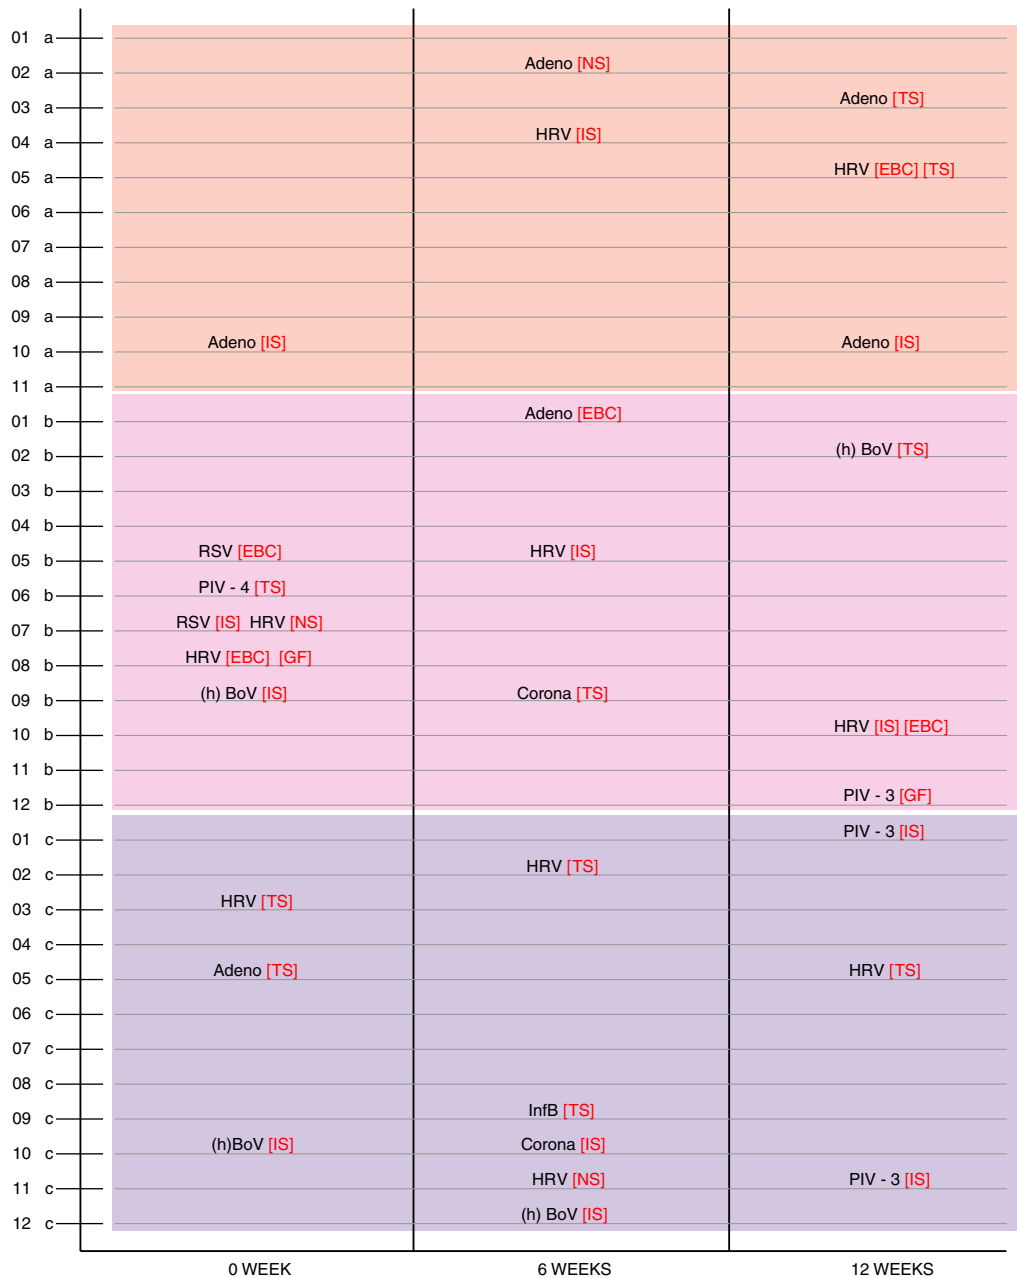 01 a
02 a Adeno [NS]
03 a Adeno [TS]
04 a HRV [IS]
05 a HRV [EBC] [TS]
06 a
07 a
08 a
09 a
10 a Adeno [IS] Adeno [IS]
11 a
01 b Adeno [EBC]
02 b (h) BoV [TS]
03 b
04 b
05 b RSV [EBC] HRV [IS]
06 b PIV - 4 [TS]
07 b RSV [IS] HRV [NS]
08 b HRV [EBC] [GF]
09 b (h) BoV [IS] Corona [TS]
10 b HRV [IS] [EBC]
11 b
12 b PIV - 3 [GF]
01 c PIV - 3 [IS]
02 c HRV [TS]
03 c HRV [TS]
04 c
05 c Adeno [TS] HRV [TS]
06 c
07 c
08 c
09 c InfB [TS]
10 c (h)BoV [IS] Corona [IS]
11 c HRV [NS] PIV - 3 [IS]
12 c (h) BoV [IS]
0 WEEK 6 WEEKS 12 WEEKS